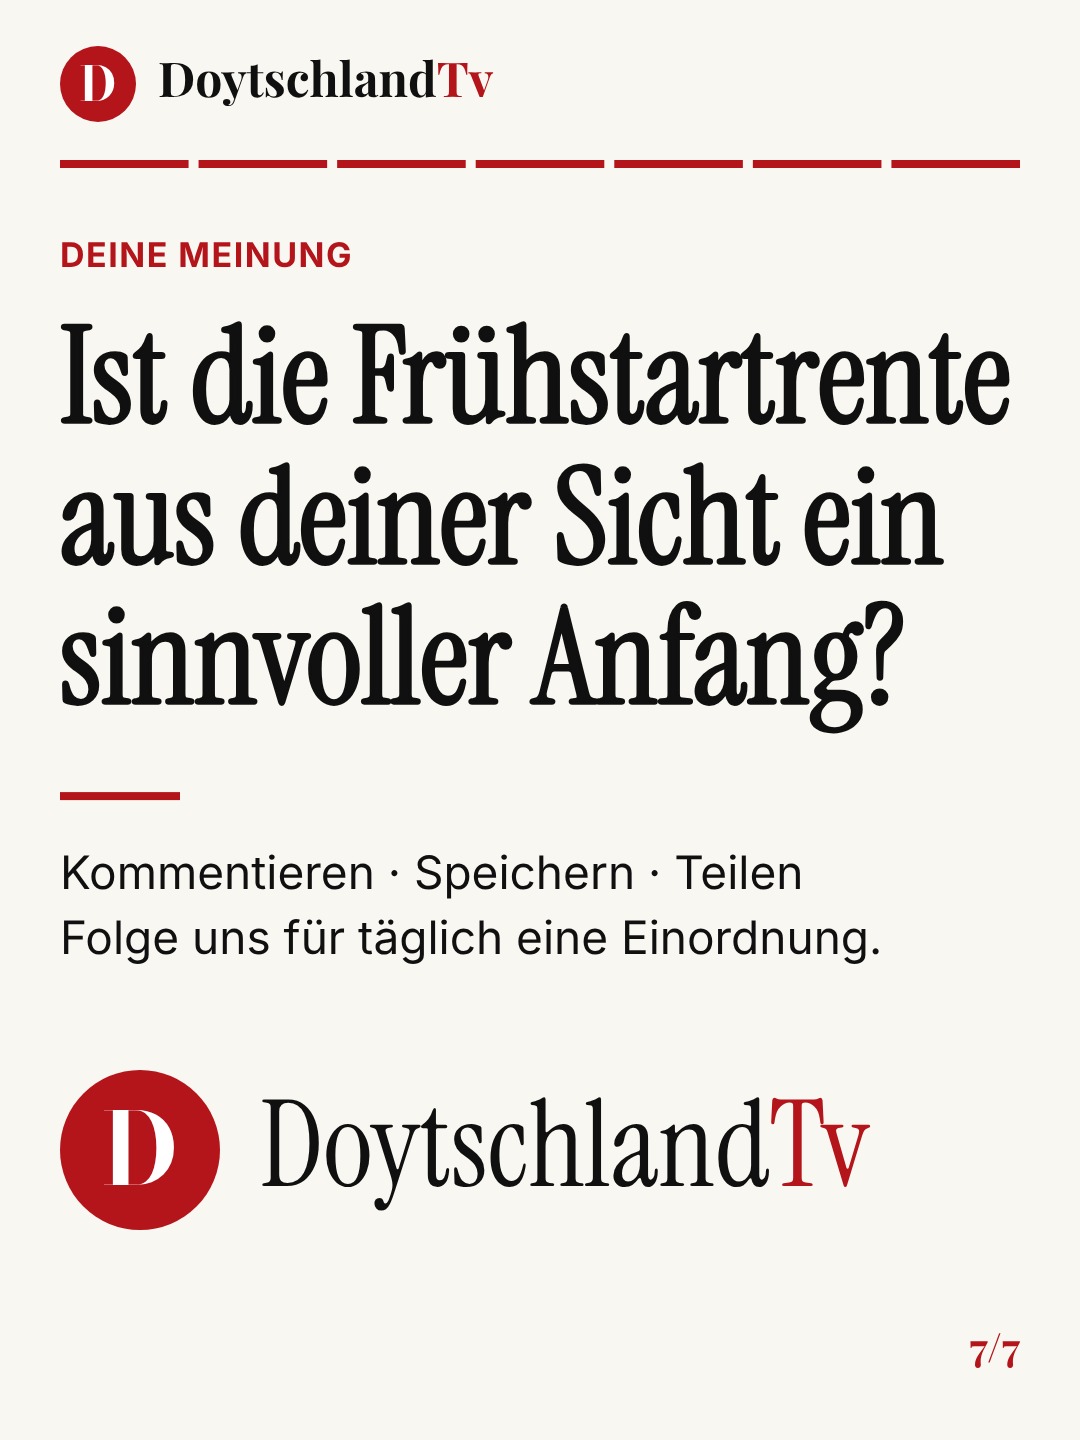 D DoytschlandTv
DEINE MEINUNG
Ist die Frühstartrente
aus deiner Sicht ein
sinnvoller Anfang?
Kommentieren · Speichern · Teilen
Folge uns für täglich eine Einordnung.
D DoytschlandTv
7/7